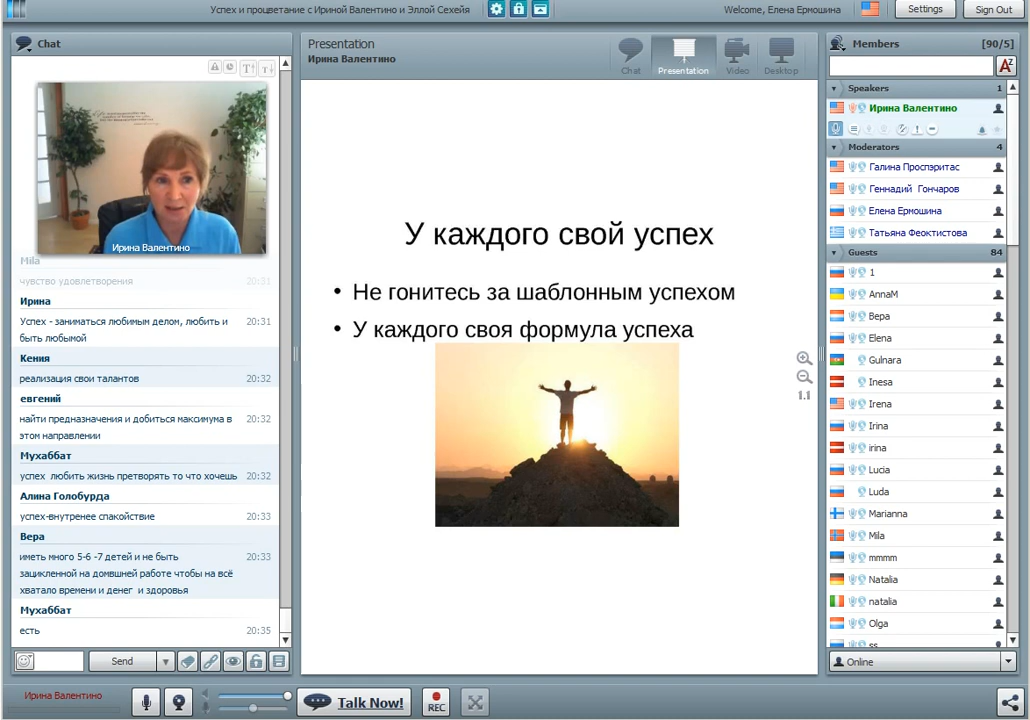 Успех и процветание с Ириной Валентино и Эллой Сехейя
Welcome, Елена Ермошина
Settings
Sign Out
Chat
Ирина Валентино
Mila
чувство удовлетворения 20:31
Ирина
Успех - заниматься любимым делом, любить и 20:31
быть любымой
Кения
реализация свои талантов 20:32
евгений
найти предназначения и добиться максимума в 20:32
этом направлении
Мухаббат
успех любить жизнь претворять то что хочешь 20:32
Алина Голобурда
успех-внутренее спакойствие 20:33
Вера
иметь много 5-6 -7 детей и не быть 20:33
зацикленной на домвшней работе чтобы на всё
хватало времени и денег и здоровья
Мухаббат
есть 20:35
Send
Presentation
Ирина Валентино
Chat
Presentation
Video
Desktop
У каждого свой успех
• Не гонитесь за шаблонным успехом
• У каждого своя формула успеха
1.1
Members [90/5]
Speakers 1
Ирина Валентино
Moderators 4
Галина Проспэритас
Геннадий Гончаров
Елена Ермошина
Татьяна Феоктистова
Guests 84
1
AnnaM
Вера
Elena
Gulnara
Inesa
Irena
Irina
irina
Lucia
Luda
Marianna
Mila
mmmm
Natalia
natalia
Olga
ss
Online
Ирина Валентино
Talk Now!
REC